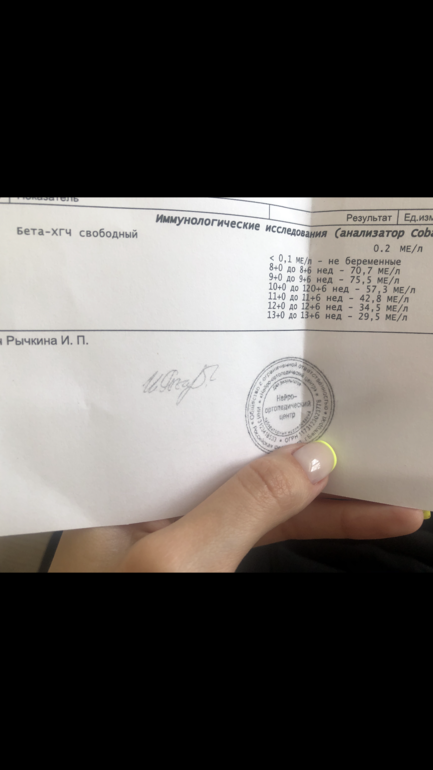 Показатель
Результат Ед.изм
Иммунологические исследования (анализатор Coba
Бета-ХГЧ свободный
0.2 МЕ/л
< 0,1 МЕ/л - не беременные
8+0 до 8+6 нед - 70,7 МЕ/л
9+0 до 9+6 нед - 75,5 МЕ/л
10+0 до 120+6 нед - 57,3 МЕ/л
11+0 до 11+6 нед - 42,8 МЕ/л
12+0 до 12+6 нед - 34,5 МЕ/л
13+0 до 13+6 нед - 29,5 МЕ/л
Рычкина И. П.
Нейро-
ортопедический
центр